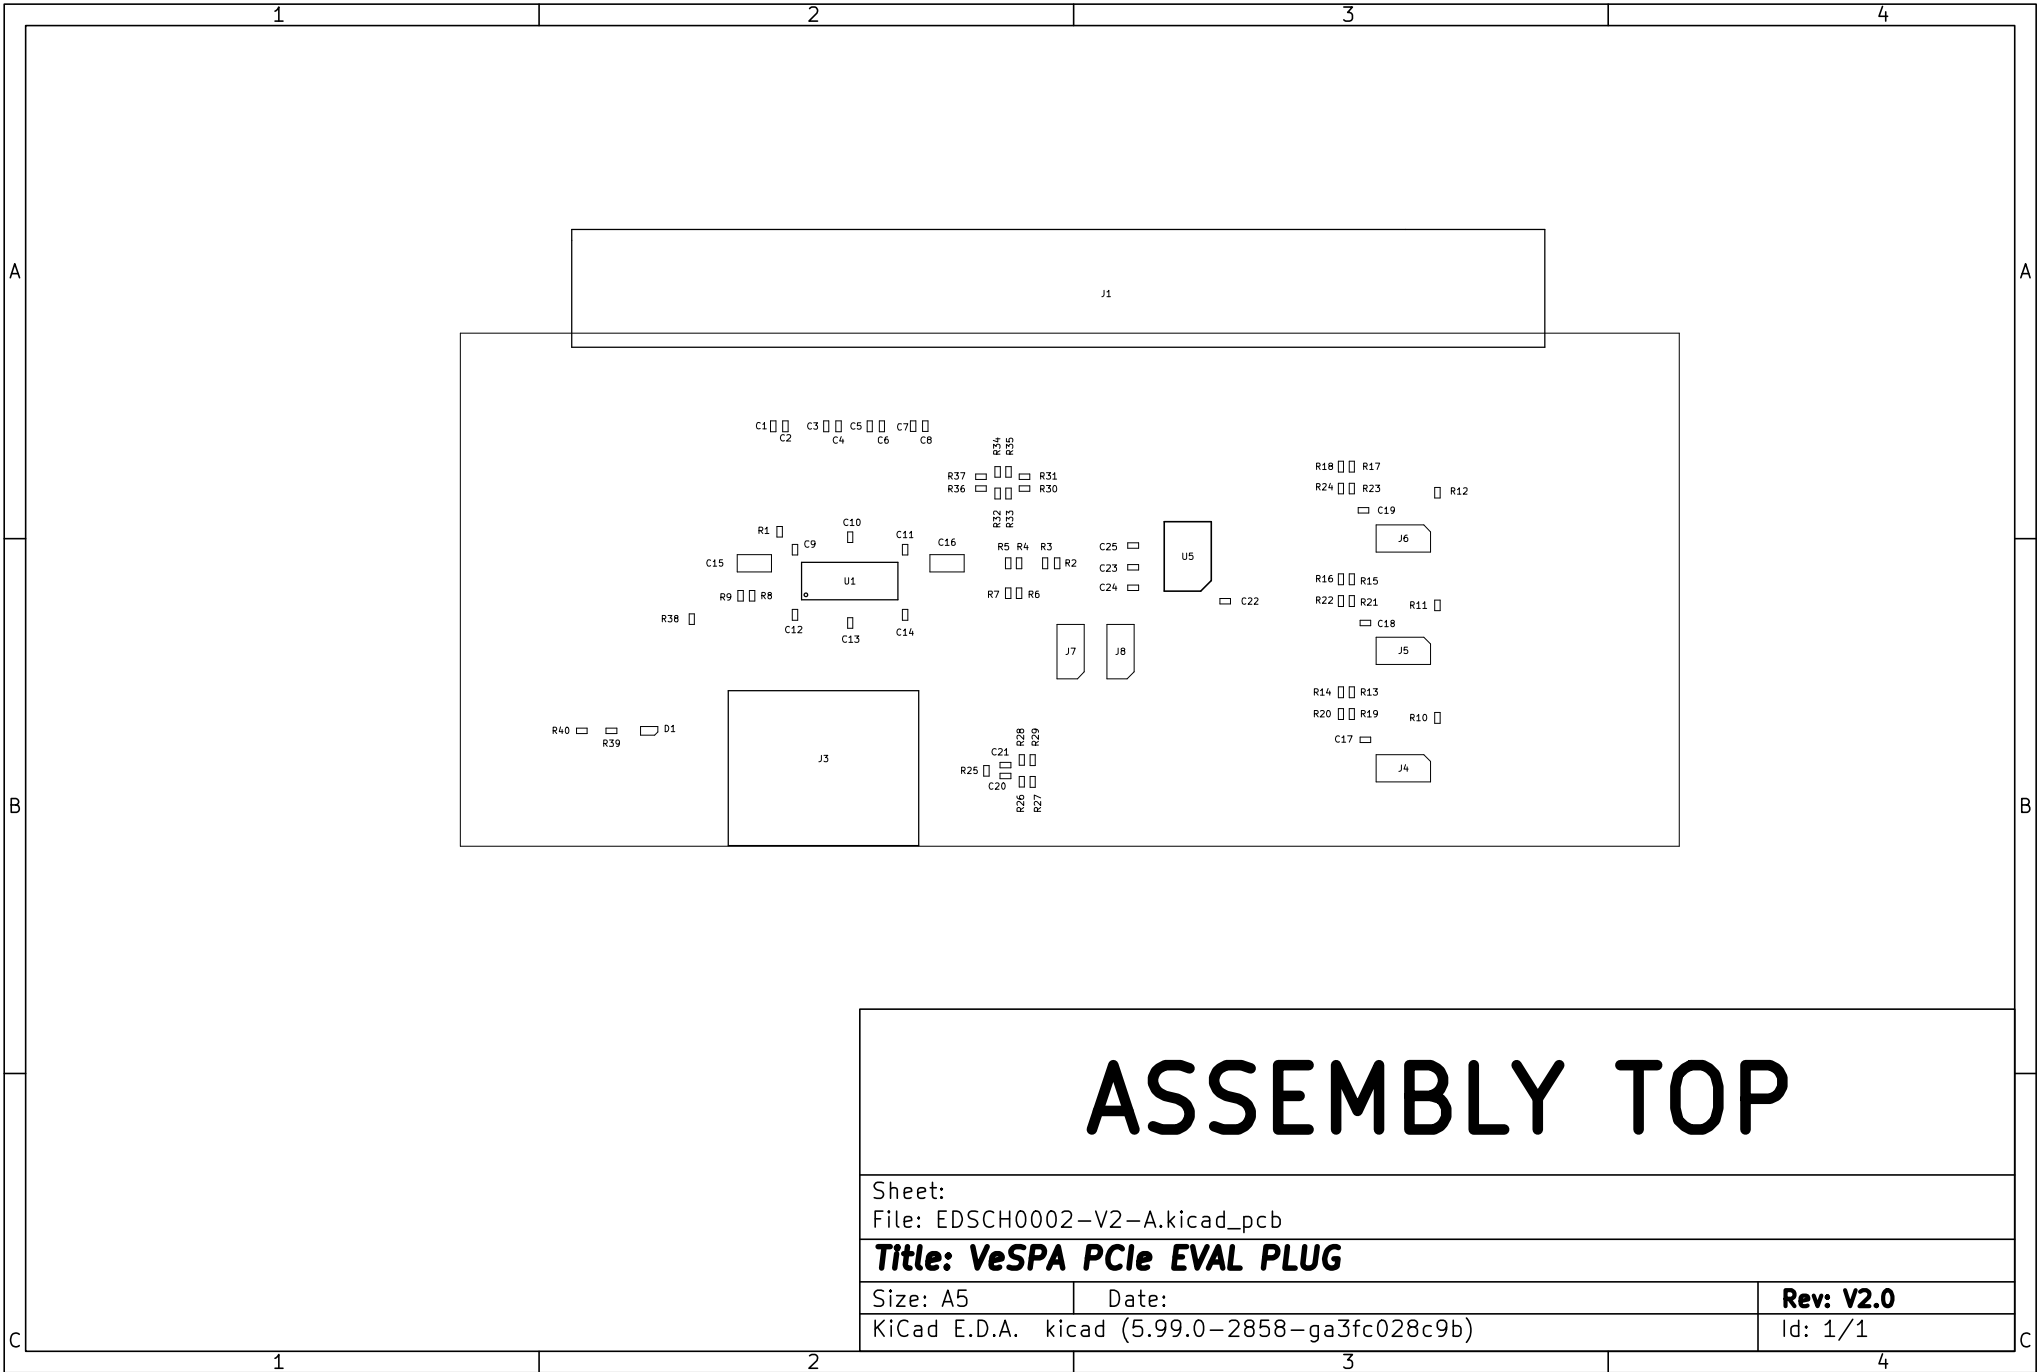 1 2 3 4
A A
J1
C1 C3 C5 C7
C2 C4 C6 C8
R34 R35
R18 R17
R37 R31
R36 R30
R24 R23
R12
C19
R32 R33
C10
R1
C11
J6
C9 C16
R5 R4 R3
C25
U5
C15 R2
C23
U1
R16 R15
C24
R9 R8 R7 R6
C22
R22 R21
R11
R38
C18
C12 C14
C13
J7 J8
J5
R14 R13
R20 R19
R10
R40 D1
R39
R28 R29
C17
C21
J3
R25
J4
C20
R26 R27
B B
ASSEMBLY TOP
Sheet:
File: EDSCH0002-V2-A.kicad_pcb
Title: VeSPA PCIe EVAL PLUG
Size: A5 Date: Rev: V2.0
KiCad E.D.A. kicad (5.99.0-2858-ga3fc028c9b) Id: 1/1
C C
1 2 3 4